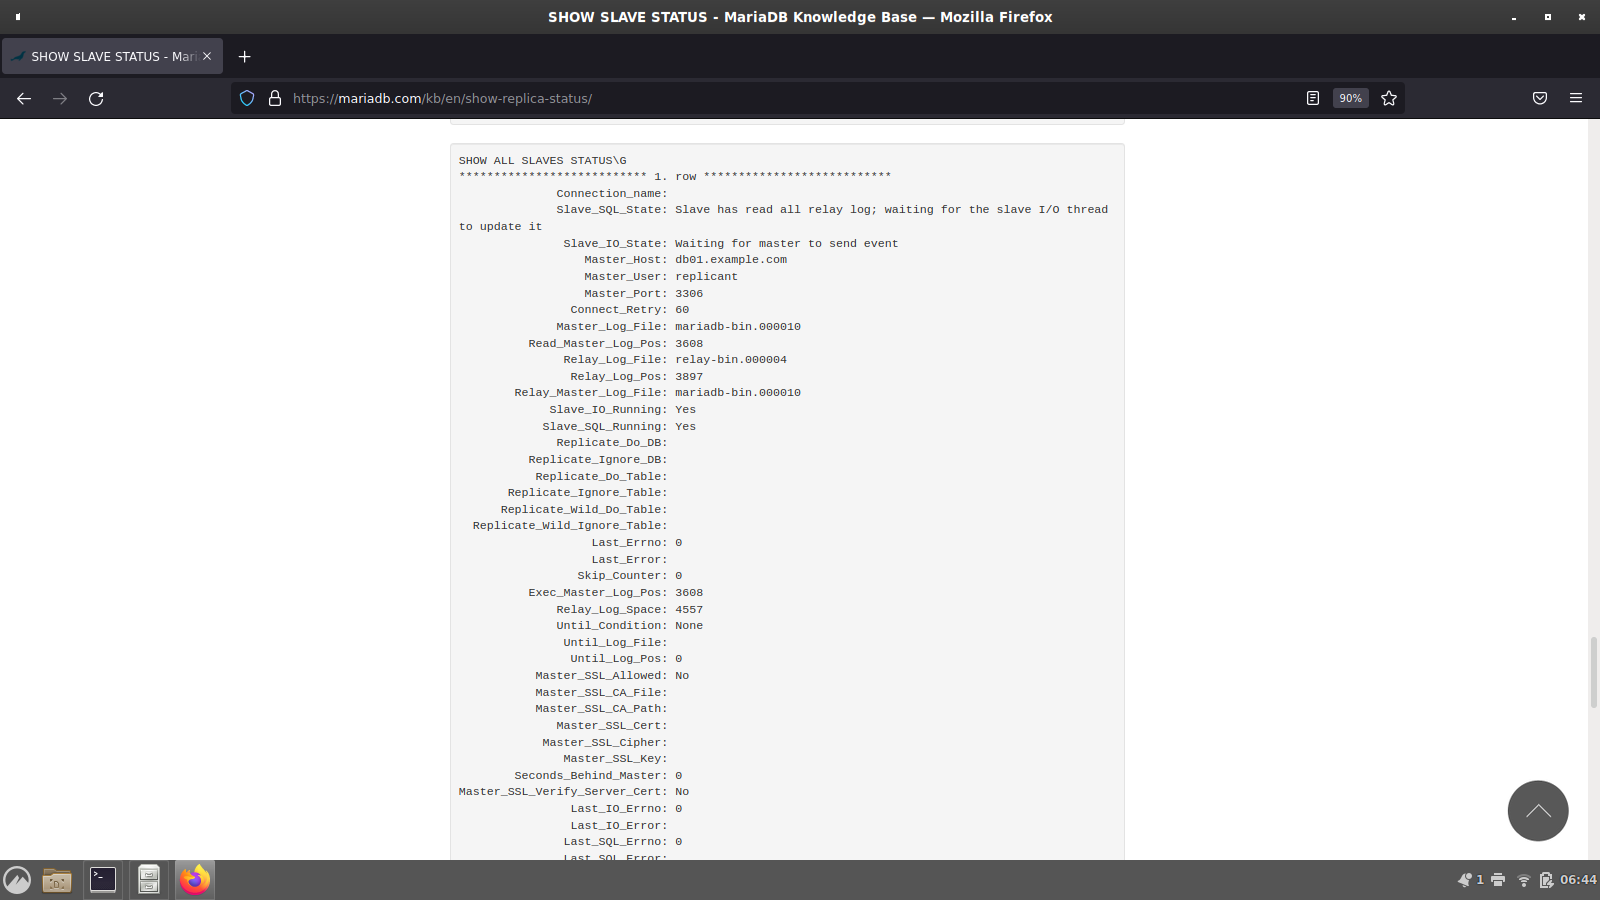 SHOW SLAVE STATUS - MariaDB Knowledge Base — Mozilla Firefox
SHOW SLAVE STATUS - Mari
https://mariadb.com/kb/en/show-replica-status/
90%
SHOW ALL SLAVES STATUS\G
*************************** 1. row ***************************
Connection_name:
Slave_SQL_State: Slave has read all relay log; waiting for the slave I/O thread
to update it
Slave_IO_State: Waiting for master to send event
Master_Host: db01.example.com
Master_User: replicant
Master_Port: 3306
Connect_Retry: 60
Master_Log_File: mariadb-bin.000010
Read_Master_Log_Pos: 3608
Relay_Log_File: relay-bin.000004
Relay_Log_Pos: 3897
Relay_Master_Log_File: mariadb-bin.000010
Slave_IO_Running: Yes
Slave_SQL_Running: Yes
Replicate_Do_DB:
Replicate_Ignore_DB:
Replicate_Do_Table:
Replicate_Ignore_Table:
Replicate_Wild_Do_Table:
Replicate_Wild_Ignore_Table:
Last_Errno: 0
Last_Error:
Skip_Counter: 0
Exec_Master_Log_Pos: 3608
Relay_Log_Space: 4557
Until_Condition: None
Until_Log_File:
Until_Log_Pos: 0
Master_SSL_Allowed: No
Master_SSL_CA_File:
Master_SSL_CA_Path:
Master_SSL_Cert:
Master_SSL_Cipher:
Master_SSL_Key:
Seconds_Behind_Master: 0
Master_SSL_Verify_Server_Cert: No
Last_IO_Errno: 0
Last_IO_Error:
Last_SQL_Errno: 0
Last_SQL_Error:
1
06:44